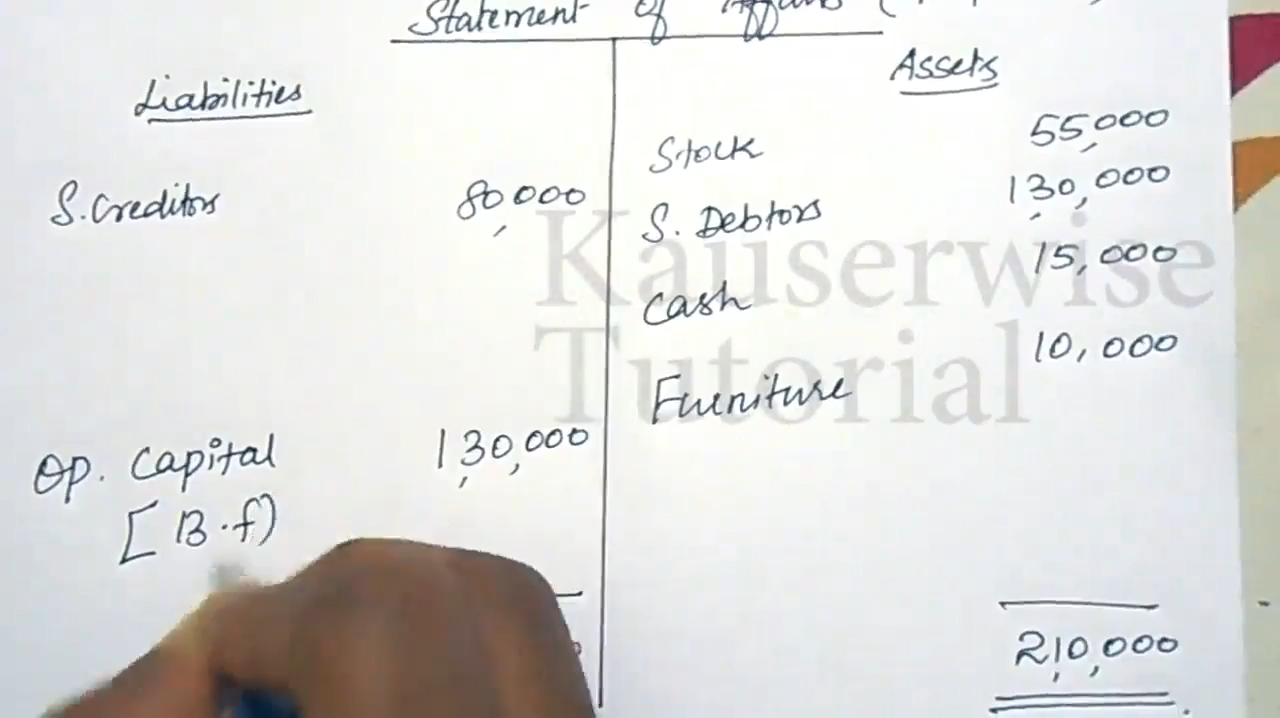 Statement of Affairs
Liabilities
S. Creditors 80,000
Op. Capital 130,000
[B.f)
Assets
Stock 55,000
S. Debtors 130,000
Cash 15,000
Furniture 10,000
210,000
Kauserwise
Tutorial